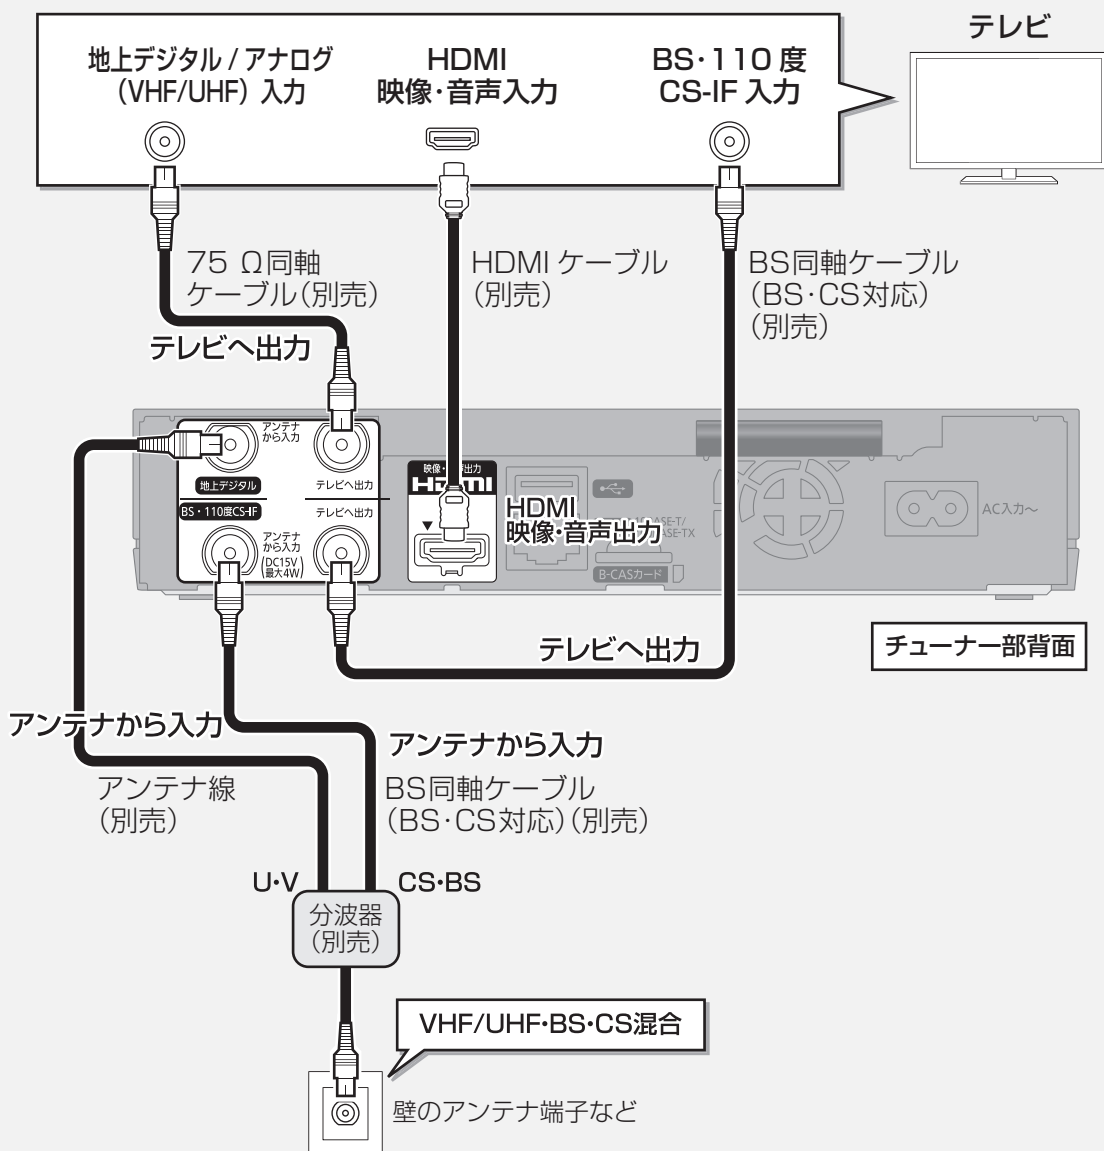 テレビ
地上デジタル / アナログ
(VHF/UHF) 入力
HDMI
映像・音声入力
BS・110 度
CS-IF 入力
75 Ω同軸
ケーブル(別売)
HDMI ケーブル
(別売)
BS同軸ケーブル
(BS・CS対応)
(別売)
テレビへ出力
アンテナ
から入力
地上デジタル
テレビへ出力
BS・110度CS-IF
テレビへ出力
アンテナ
から入力
(DC15V
最大4W)
HDMI
映像・音声出力
B-CASカード
AC入力〜
テレビへ出力
チューナー部背面
アンテナから入力
アンテナから入力
アンテナ線
(別売)
BS同軸ケーブル
(BS・CS対応)(別売)
U・V
CS・BS
分波器
(別売)
VHF/UHF・BS・CS混合
壁のアンテナ端子など